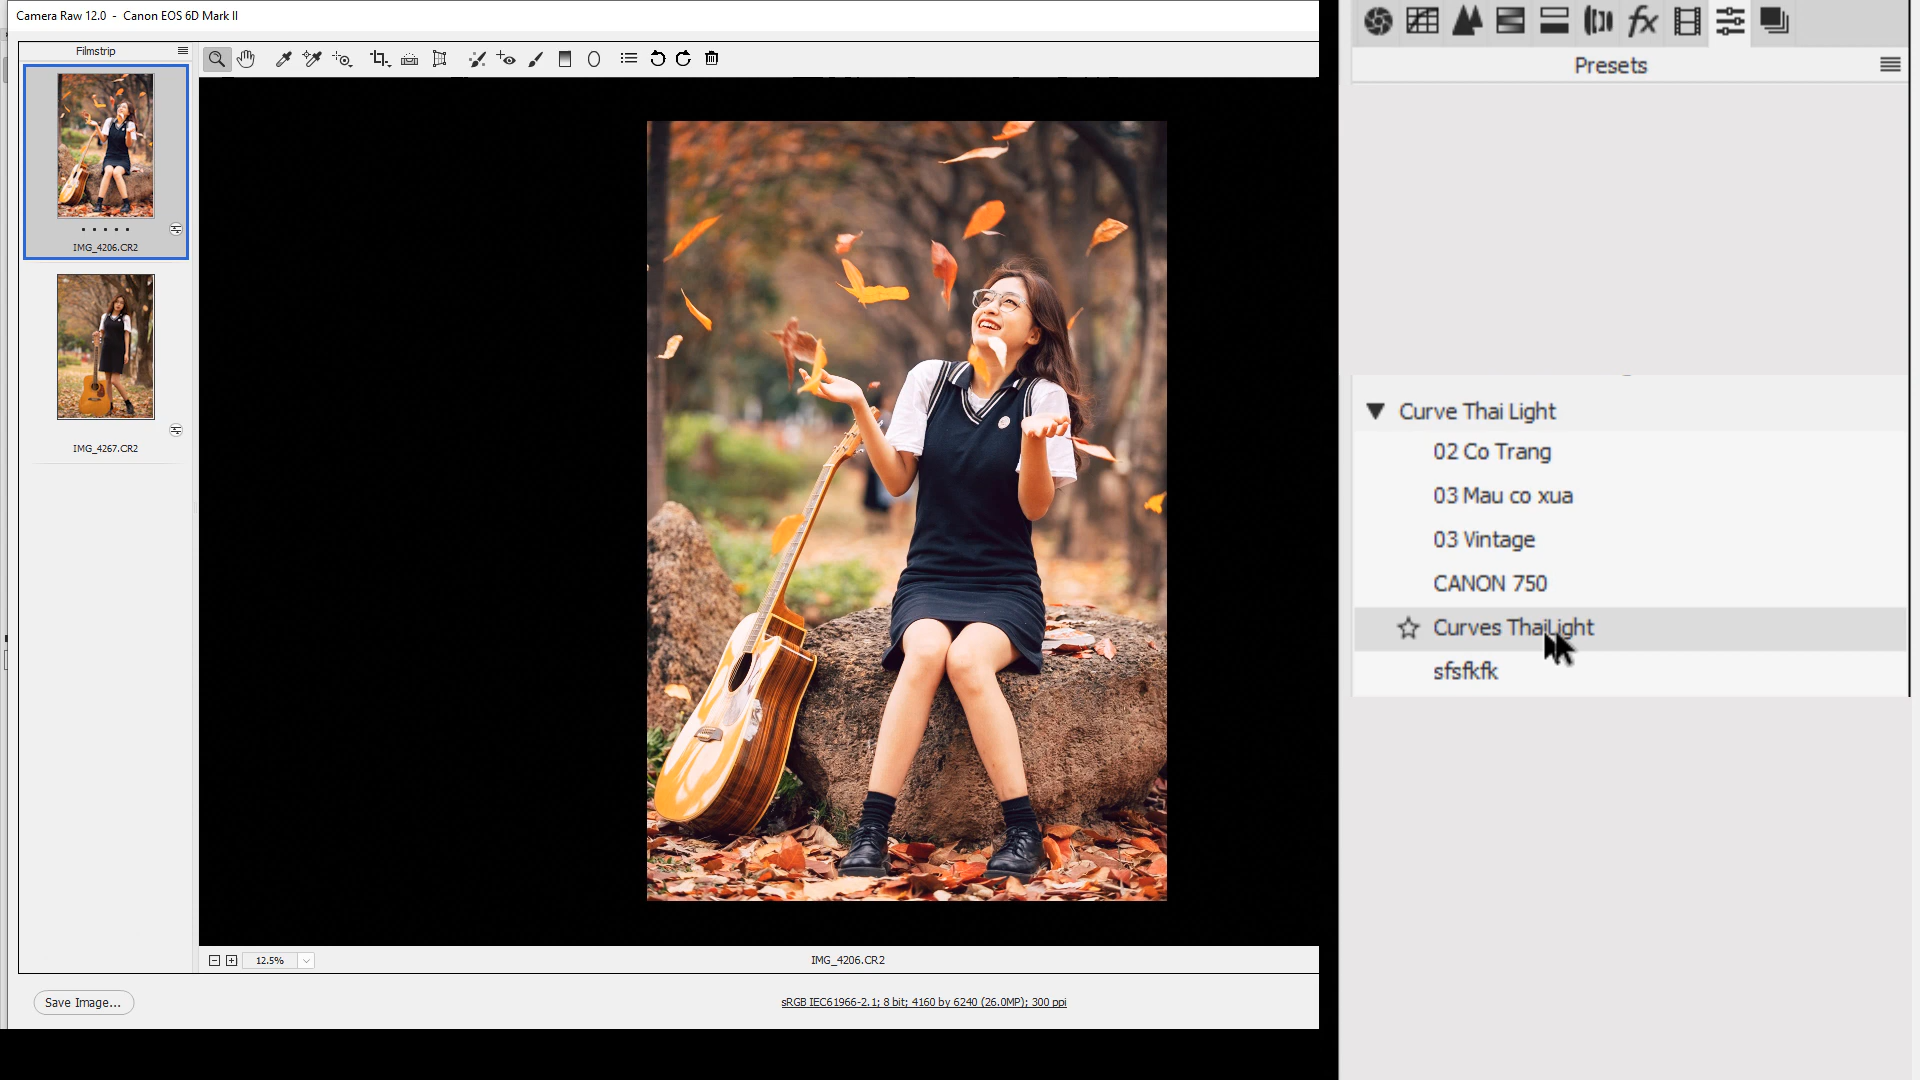 Camera Raw 12.0 - Canon EOS 6D Mark II
Filmstrip
IMG_4206.CR2
IMG_4267.CR2
12.5%
IMG_4206.CR2
Save Image...
sRGB IEC61966-2.1; 8 bit; 4160 by 6240 (26.0MP); 300 ppi
fx
Presets
Curve Thai Light
02 Co Trang
03 Mau co xua
03 Vintage
CANON 750
Curves ThaiLight
sfsfkfk